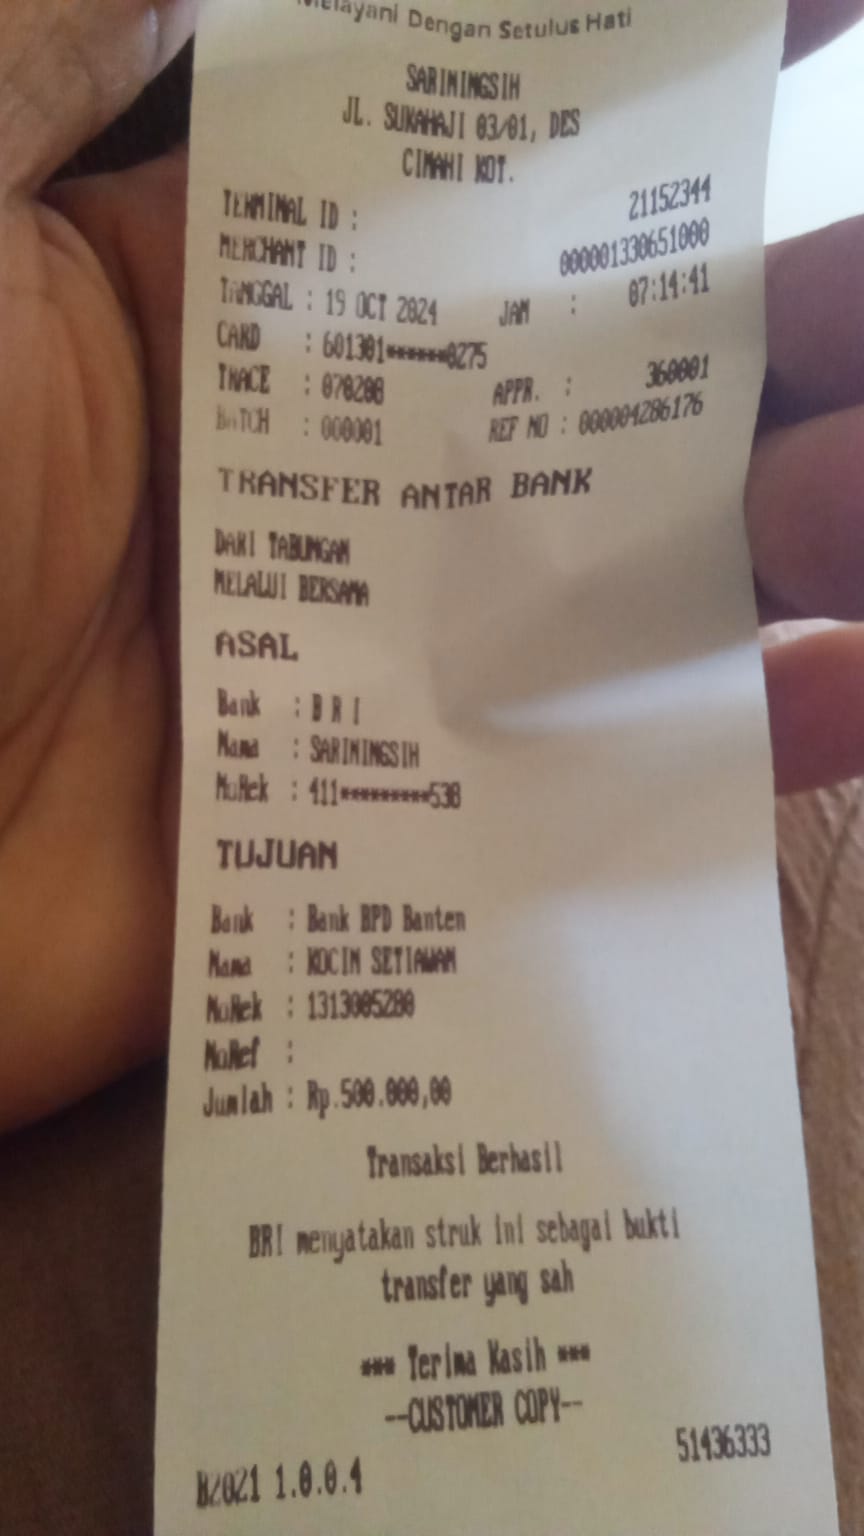 Melayani Dengan Setulus Hati
SARININGSIH
JL. SUKAHAJI 03/01, DES
CIMAHI KOT.
TERMINAL ID : 21152344
MERCHANT ID : 000001330651000
TANGGAL : 19 OCT 2024 JAM : 07:14:41
CARD : 601301******0275
TRACE : 070208 APPR. : 360001
BATCH : 000001 REF NO : 000004286176
TRANSFER ANTAR BANK
DARI TABUNGAN
MELALUI BERSAMA
ASAL
Bank : B R I
Nama : SARININGSIH
NoRek : 411*********538
TUJUAN
Bank : Bank BPD Banten
Nama : KOCIM SETIAWAN
NoRek : 1313005280
NoRef :
Jumlah : Rp.500.000,00
Transaksi Berhasil
BRI menyatakan struk ini sebagai bukti
transfer yang sah
*** Terima Kasih ***
--CUSTOMER COPY--
51436333
B2021 1.0.0.4